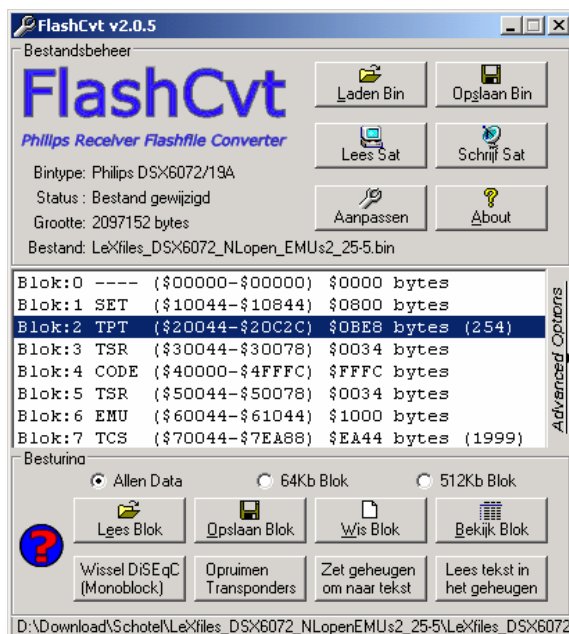 FlashCvt v2.0.5
Bestandsbeheer
FlashCvt
Philips Receiver Flashfile Converter
Laden Bin
Opslaan Bin
Lees Sat
Schrijf Sat
Aanpassen
About
Bintype: Philips DSX6072/19A
Status : Bestand gewijzigd
Grootte: 2097152 bytes
Bestand: LeXfiles_DSX6072_NLopen_EMUs2_25-5.bin
Blok:0 ---- ($00000-$00000) $0000 bytes
Blok:1 SET ($10044-$10844) $0800 bytes
Blok:2 TPT ($20044-$20C2C) $0BE8 bytes (254)
Blok:3 TSR ($30044-$30078) $0034 bytes
Blok:4 CODE ($40000-$4FFFC) $FFFC bytes
Blok:5 TSR ($50044-$50078) $0034 bytes
Blok:6 EMU ($60044-$61044) $1000 bytes
Blok:7 TCS ($70044-$7EA88) $EA44 bytes (1999)
Advanced Options
Besturing
Allen Data
64Kb Blok
512Kb Blok
Lees Blok
Opslaan Blok
Wis Blok
Bekijk Blok
Wissel DiSEqC
(Monoblock)
Opruimen
Transponders
Zet geheugen
om naar tekst
Lees tekst in
het geheugen
D:\Download\Schotel\LeXfiles_DSX6072_NLopenEMUs2_25-5\LeXfiles_DSX6072